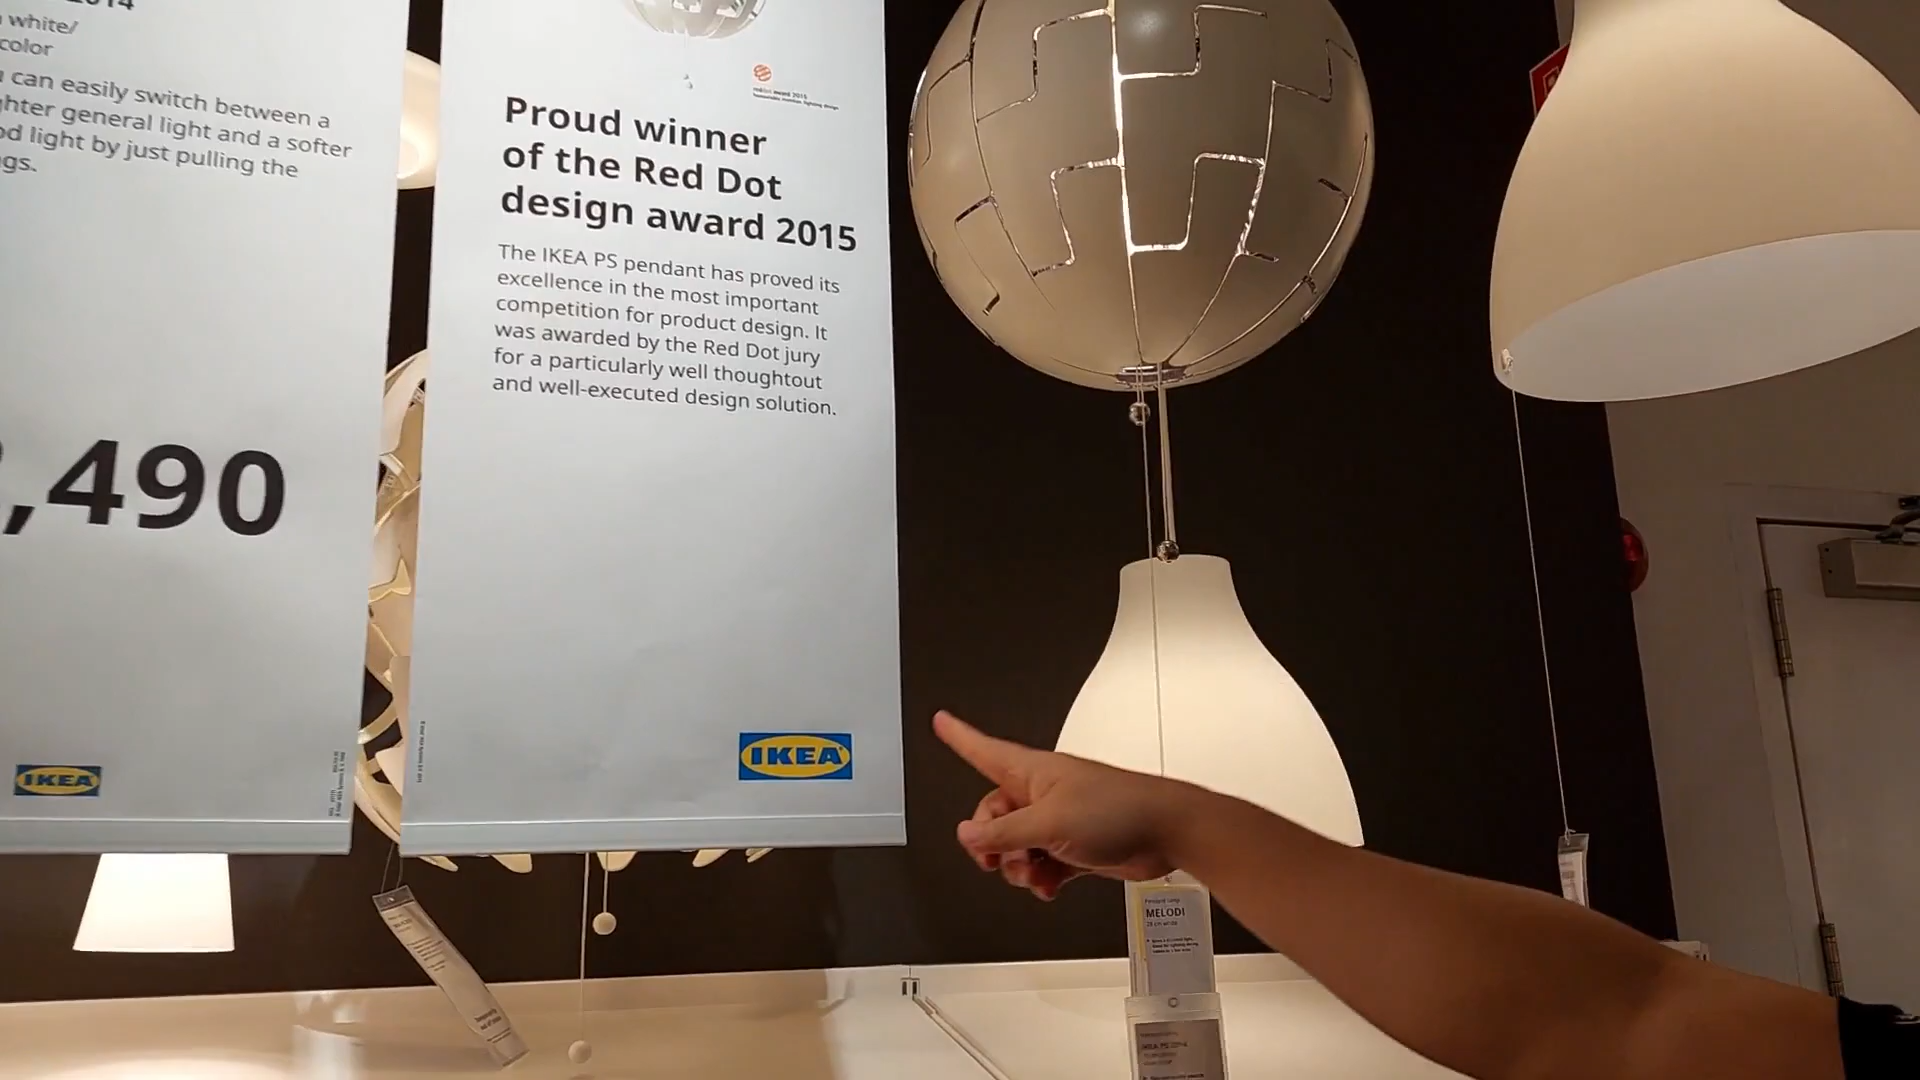 white/
color
can easily switch between a
ghter general light and a softer
od light by just pulling the
gs.
,490
IKEA
Proud winner
of the Red Dot
design award 2015
The IKEA PS pendant has proved its
excellence in the most important
competition for product design. It
was awarded by the Red Dot jury
for a particularly well thoughtout
and well-executed design solution.
IKEA
MELODI